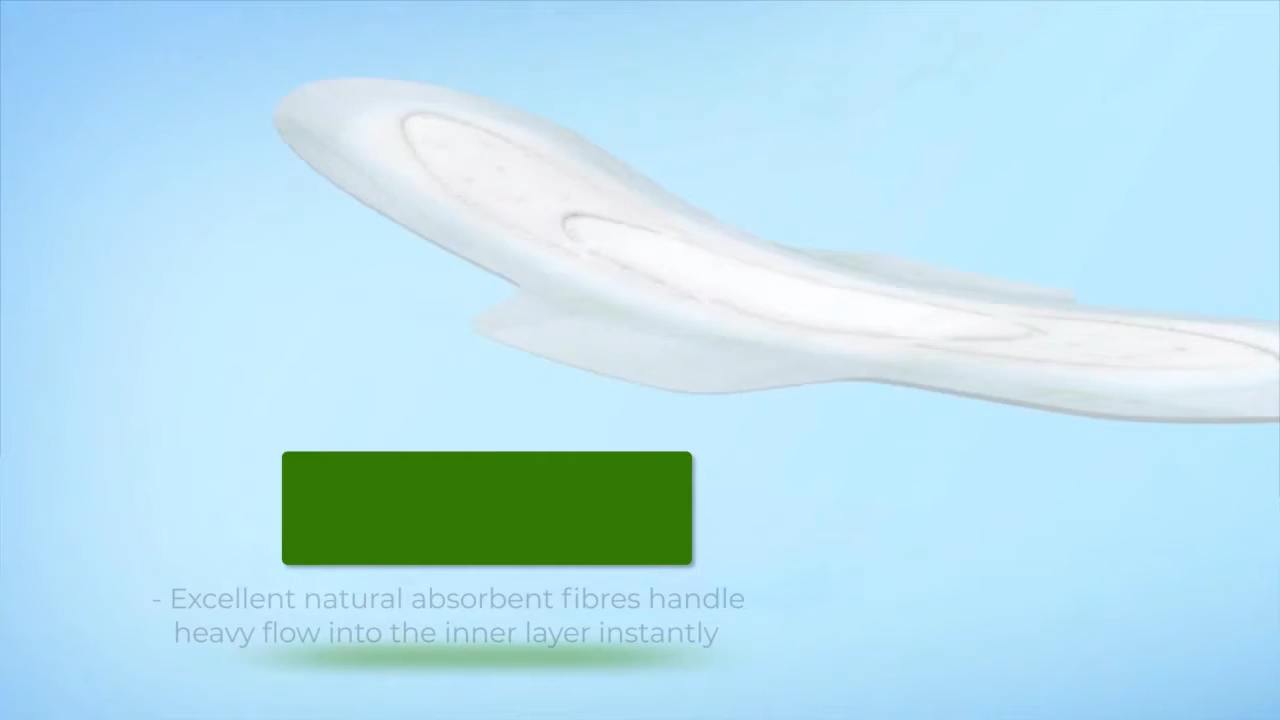 - Excellent natural absorbent fibres handle
heavy flow into the inner layer instantly